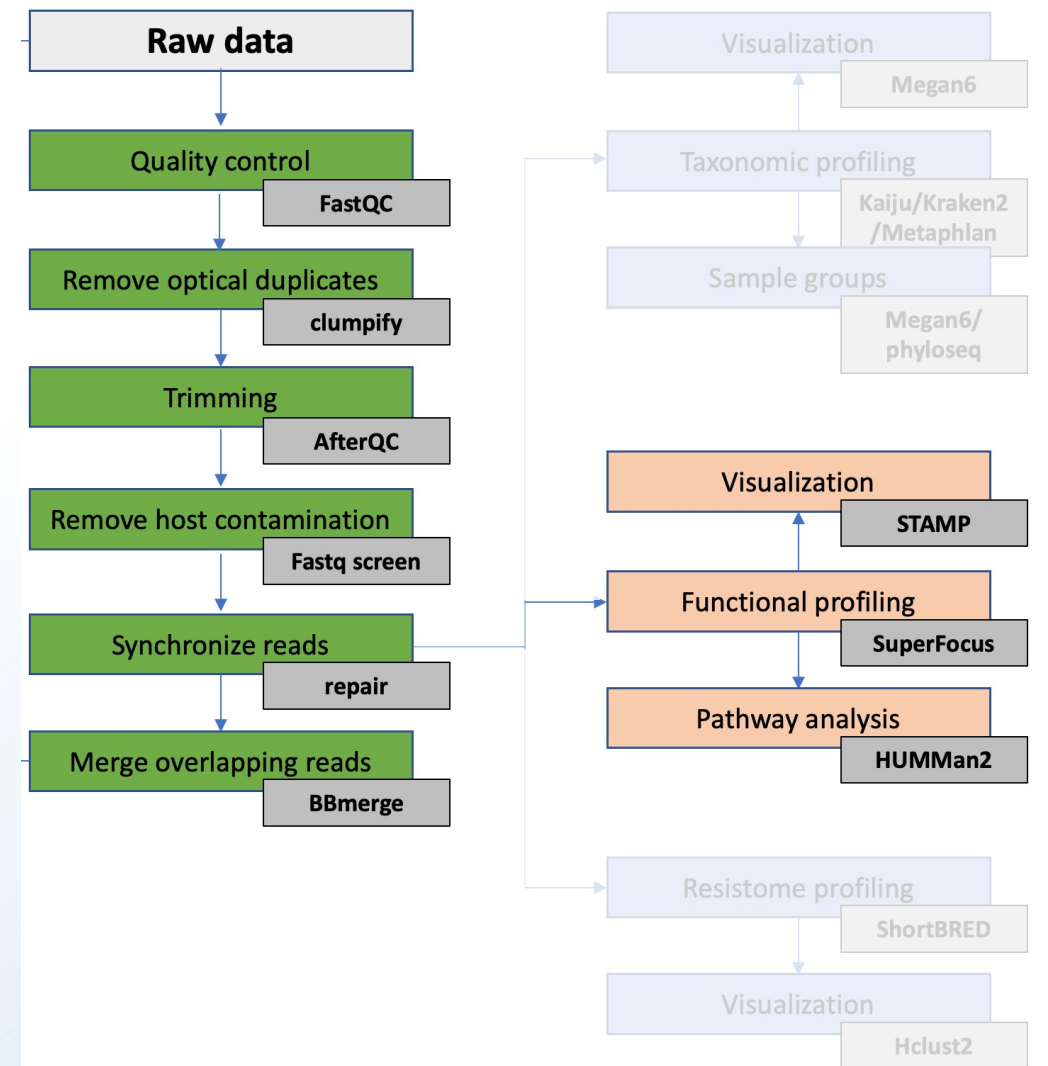 Raw data
Quality control
FastQC
Remove optical duplicates
clumpify
Trimming
AfterQC
Remove host contamination
Fastq screen
Synchronize reads
repair
Merge overlapping reads
BBmerge
Visualization
Megan6
Taxonomic profiling
Kaiju/Kraken2
/Metaphlan
Sample groups
Megan6/
phyloseq
Visualization
STAMP
Functional profiling
SuperFocus
Pathway analysis
HUMMan2
Resistome profiling
ShortBRED
Visualization
Hclust2